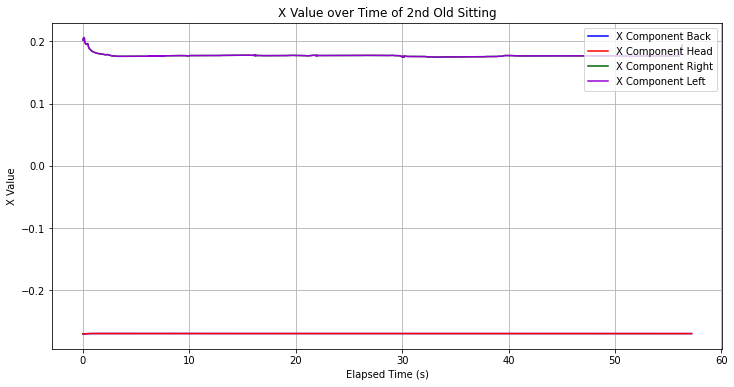 X Value over Time of 2nd Old Sitting
X Component Back
X Component Head
X Component Right
X Component Left
X Value
0.2
0.1
0.0
−0.1
−0.2
0
10
20
30
40
50
60
Elapsed Time (s)